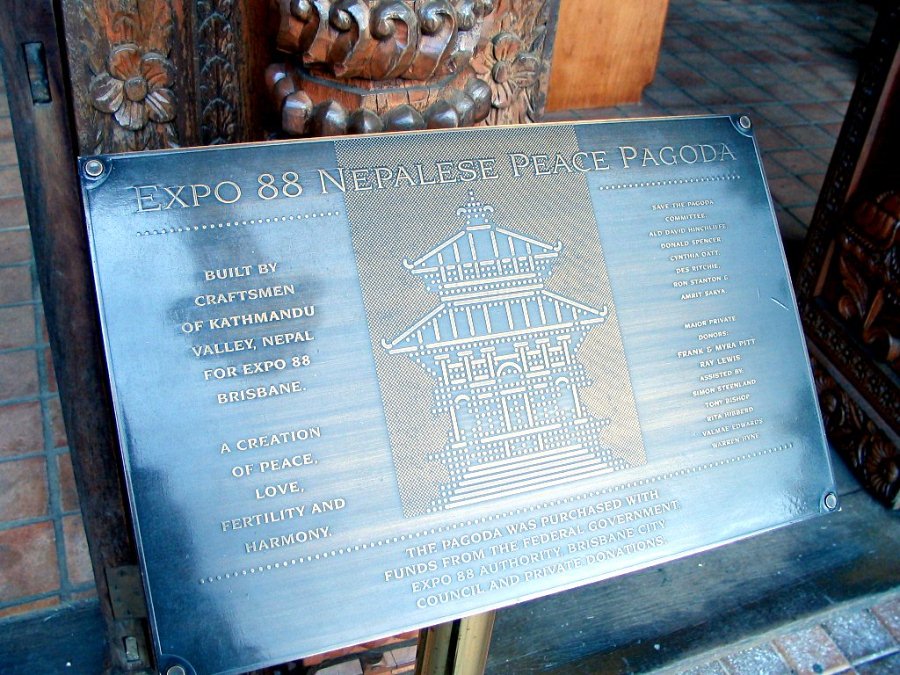 EXPO 88 NEPALESE PEACE PAGODA
BUILT BY
CRAFTSMEN
OF KATHMANDU
VALLEY, NEPAL
FOR EXPO 88
BRISBANE.
A CREATION
OF PEACE,
LOVE,
FERTILITY AND
HARMONY.
SAVE THE PAGODA
COMMITTEE,
ALD DAVID HINCHLIFFE,
DONALD SPENCER,
CYNTHIA DATT,
DES RITCHIE,
RON STANTON &
AMRIT SAKYA.
MAJOR PRIVATE
DONORS:
FRANK & MYRA PITT
RAY LEWIS
ASSISTED BY
SIMON STEENLAND
TONY BISHOP
RITA HIBBERD
VALMAE EDWARDS
WARREN HYNE
THE PAGODA WAS PURCHASED WITH
FUNDS FROM THE FEDERAL GOVERNMENT,
EXPO 88 AUTHORITY, BRISBANE CITY
COUNCIL AND PRIVATE DONATIONS.